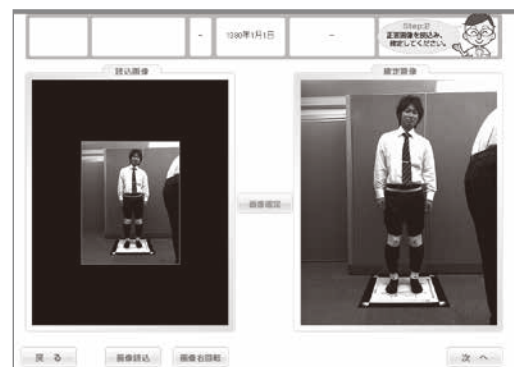 －
1980年1月1日
－
Step.2
正面画像を読込み、
確定してください。
読込画像
確定画像
画像確定
戻 る
画像読込
画像右回転
次 へ